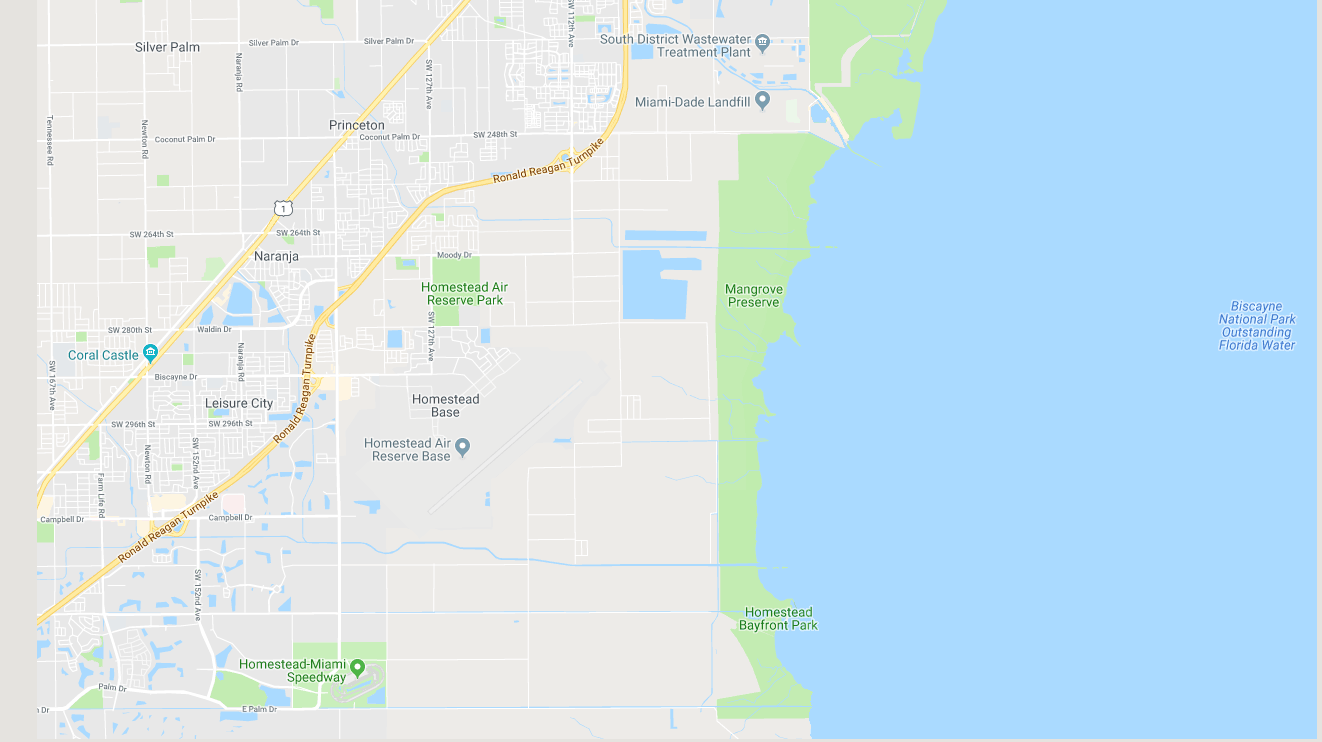 SW 112th Ave
South District Wastewater
Treatment Plant
Silver Palm
Silver Palm Dr
Silver Palm Dr
Naranja Rd
SW 127th Ave
Miami-Dade Landfill
Tennessee Rd
Newton Rd
Princeton
Coconut Palm Dr
Coconut Palm Dr
SW 248th St
Ronald Reagan Turnpike
1
SW 264th St
SW 264th St
Naranja
Moody Dr
Homestead Air
Reserve Park
Mangrove
Preserve
Biscayne
National Park
Outstanding
Florida Water
SW 280th St
Waldin Dr
SW 127th Ave
Coral Castle
Naranja Rd
SW 167th Ave
Biscayne Dr
Ronald Reagan Turnpike
Leisure City
Homestead
Base
SW 296th St
SW 296th St
Homestead Air
Reserve Base
Newton Rd
SW 152nd Ave
Farm Life Rd
Campbell Dr
Campbell Dr
Ronald Reagan Turnpike
SW 152nd Ave
Homestead
Bayfront Park
Homestead-Miami
Speedway
Palm Dr
m Dr
E Palm Dr